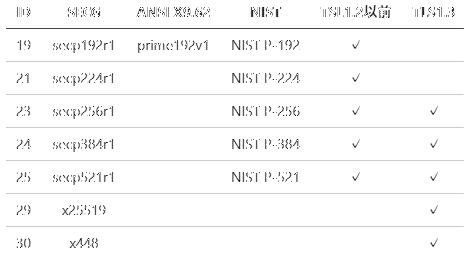 ID SECG ANSI X9.62 NIST TSL1.2以前 TLS1.3
19 secp192r1 prime192v1 NIST P-192 ✓
21 secp224r1 NIST P-224 ✓
23 secp256r1 NIST P-256 ✓ ✓
24 secp384r1 NIST P-384 ✓ ✓
25 secp521r1 NIST P-521 ✓ ✓
29 x25519 ✓
30 x448 ✓